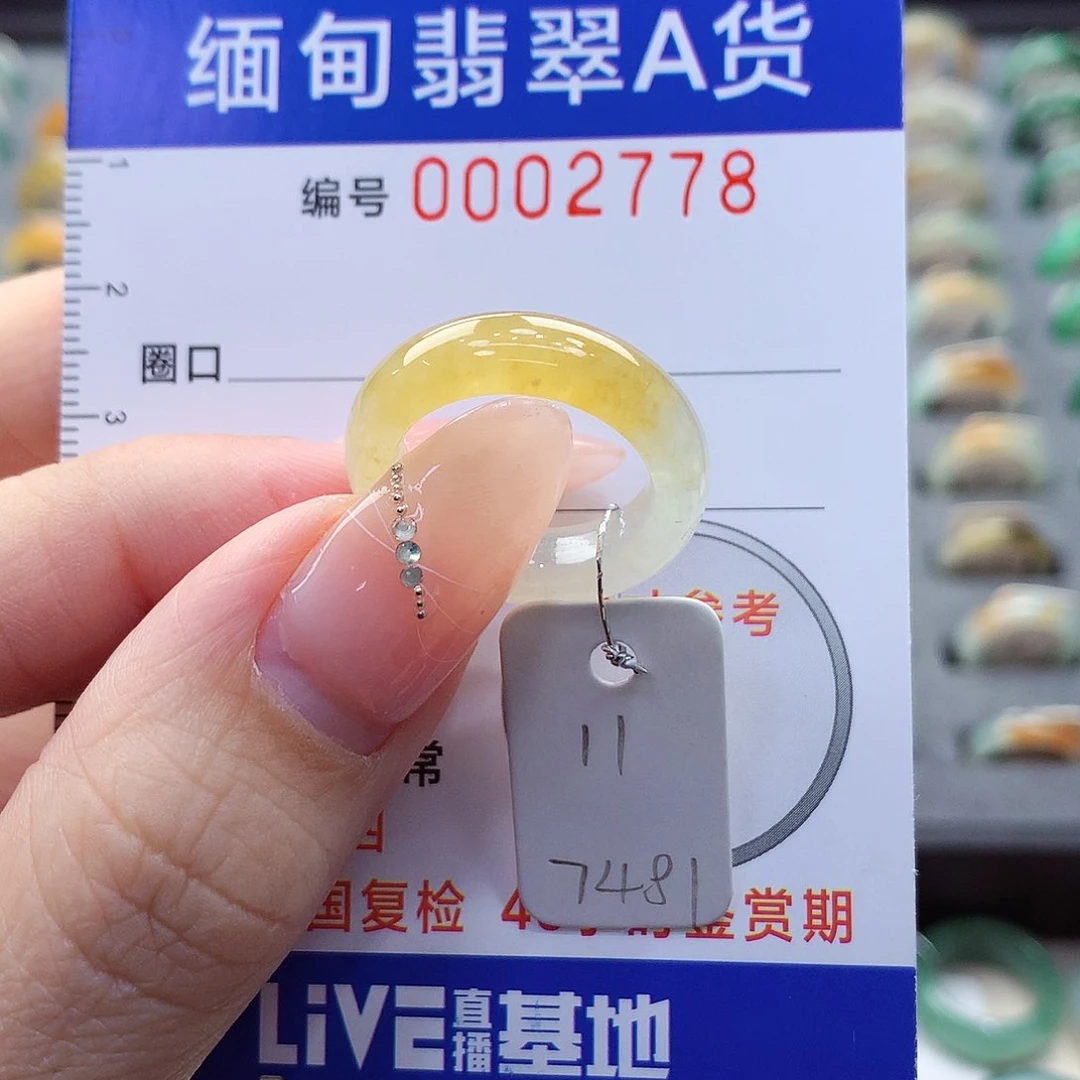 缅甸翡翠A货
编号 0002778
1
2
圈口
3
参考
11
常
7481
国复检 4 鉴赏期
LiVE直播基地